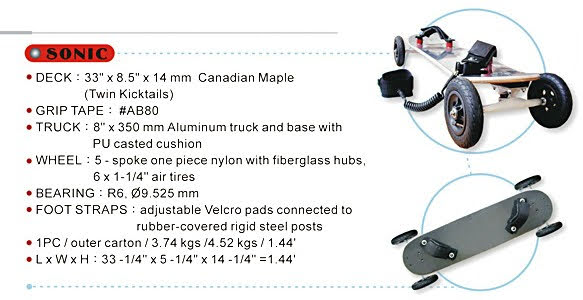 SONIC
DECK : 33" x 8.5" x 14 mm Canadian Maple
(Twin Kicktails)
GRIP TAPE : #AB80
TRUCK : 8" x 350 mm Aluminum truck and base with
PU casted cushion
WHEEL : 5 - spoke one piece nylon with fiberglass hubs,
6 x 1-1/4" air tires
BEARING : R6, Ø9.525 mm
FOOT STRAPS : adjustable Velcro pads connected to
rubber-covered rigid steel posts
1PC / outer carton / 3.74 kgs /4.52 kgs / 1.44'
L x W x H : 33 -1/4" x 5 -1/4" x 14 -1/4" =1.44'